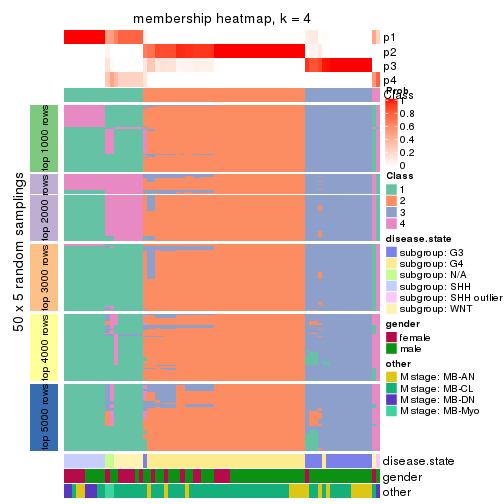 membership heatmap, k = 4
p1
p2
p3
p4
Class
Prob
1
0.8
0.6
0.4
0.2
0
Class
1
2
3
4
disease.state
subgroup: G3
subgroup: G4
subgroup: N/A
subgroup: SHH
subgroup: SHH outlier
subgroup: WNT
gender
female
male
other
M stage: MB-AN
M stage: MB-CL
M stage: MB-DN
M stage: MB-Myo
50 x 5 random samplings
top 1000 rows
top 2000 rows
top 3000 rows
top 4000 rows
top 5000 rows
disease.state
gender
other